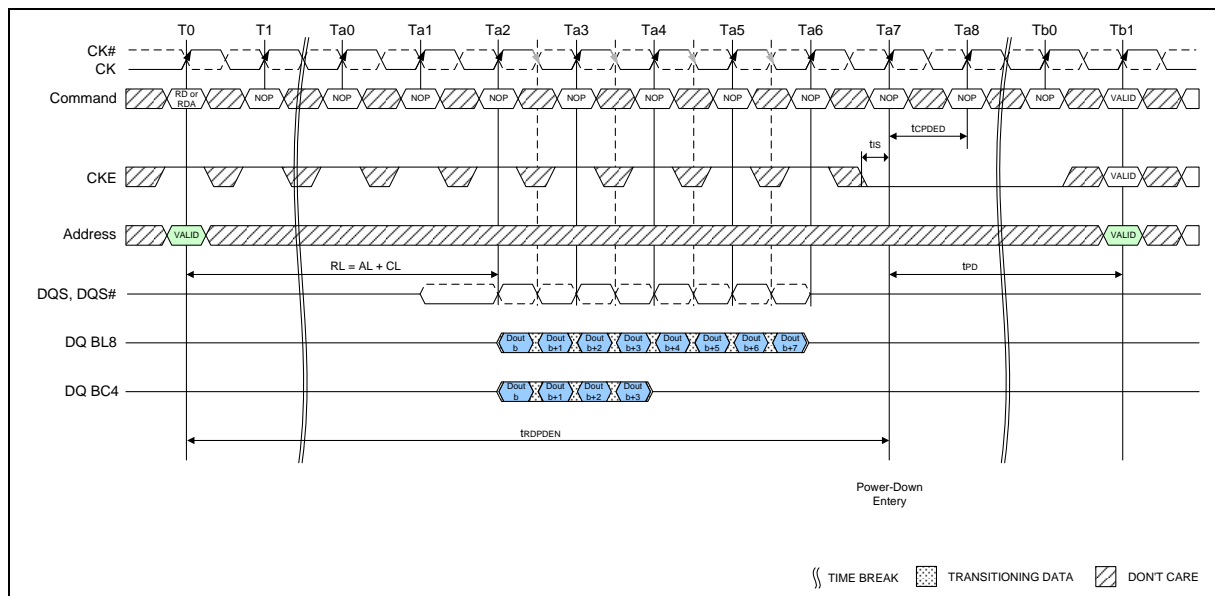 T0 T1 Ta0 Ta1 Ta2 Ta3 Ta4 Ta5 Ta6 Ta7 Ta8 Tb0 Tb1
CK#
CK
Command RD or RDA NOP NOP NOP NOP NOP NOP NOP NOP NOP NOP NOP VALID
tCPDED
tIS
CKE VALID
Address VALID VALID
RL = AL + CL tPD
DQS, DQS#
DQ BL8 Dout b Dout b+1 Dout b+2 Dout b+3 Dout b+4 Dout b+5 Dout b+6 Dout b+7
DQ BC4 Dout b Dout b+1 Dout b+2 Dout b+3
tRDPDEN
Power-Down
Entery
TIME BREAK TRANSITIONING DATA DON'T CARE